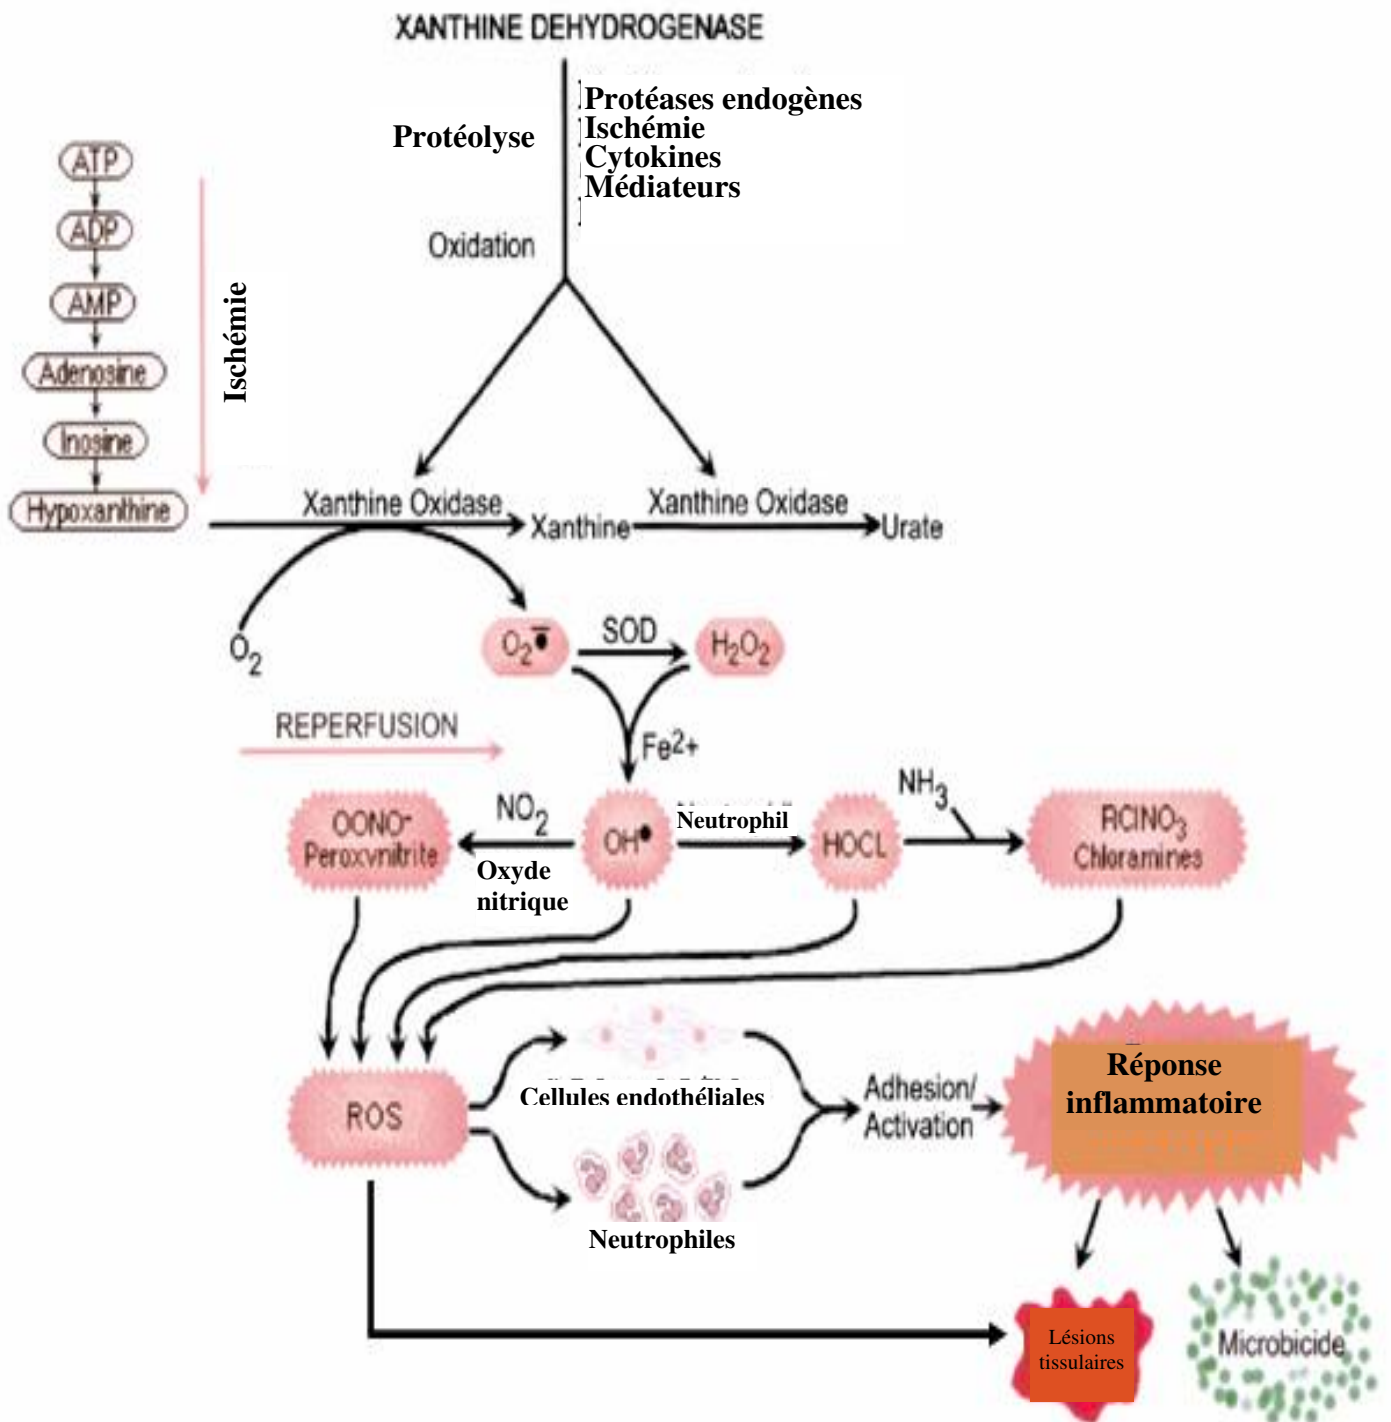 XANTHINE DEHYDROGENASE
Protéolyse
Protéases endogènes
Ischémie
Cytokines
Médiateurs
Oxidation
ATP
ADP
AMP
Adenosine
Inosine
Hypoxanthine
Ischémie
Xanthine Oxidase
Xanthine
Xanthine Oxidase
Urate
O2
O2•̅
SOD
H2O2
REPERFUSION
Fe2+
OONO-
Peroxynitrite
NO2
Oxyde
nitrique
OH•
Neutrophil
HOCL
NH3
RClNO3
Chloramines
ROS
Cellules endothéliales
Neutrophiles
Adhesion/
Activation
Réponse
inflammatoire
Lésions
tissulaires
Microbicide